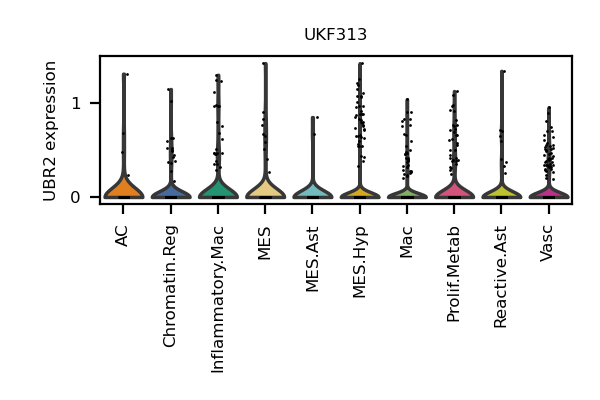 UKF313
UBR2 expression
1
0
AC
Chromatin.Reg
Inflammatory.Mac
MES
MES.Ast
MES.Hyp
Mac
Prolif.Metab
Reactive.Ast
Vasc